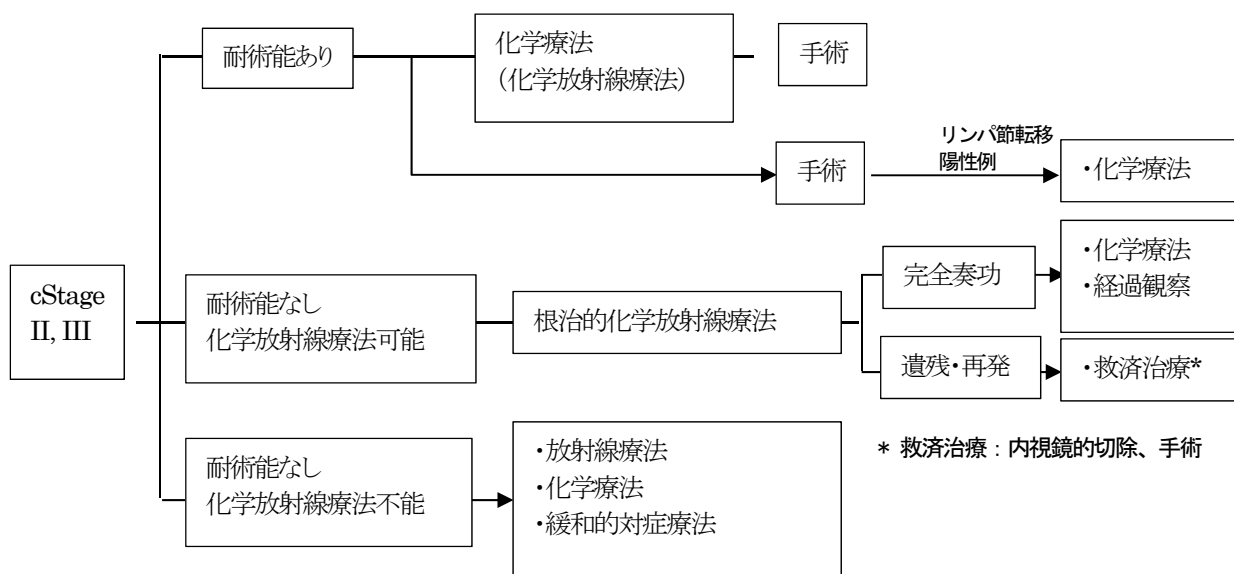 耐術能あり
化学療法
（化学放射線療法）
手術
手術
リンパ節転移
陽性例
・化学療法
cStage
II, III
耐術能なし
化学放射線療法可能
根治的化学放射線療法
完全奏功
・化学療法
・経過観察
遺残・再発
・救済治療*
* 救済治療：内視鏡的切除、手術
耐術能なし
化学放射線療法不能
・放射線療法
・化学療法
・緩和的対症療法